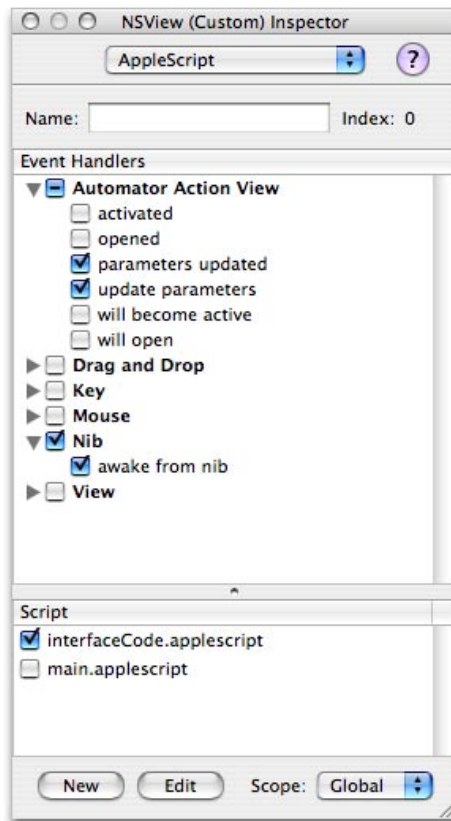 NSView (Custom) Inspector
AppleScript
?
Name: Index: 0
Event Handlers
Automator Action View
activated
opened
parameters updated
update parameters
will become active
will open
Drag and Drop
Key
Mouse
Nib
awake from nib
View
Script
interfaceCode.applescript
main.applescript
New Edit Scope: Global